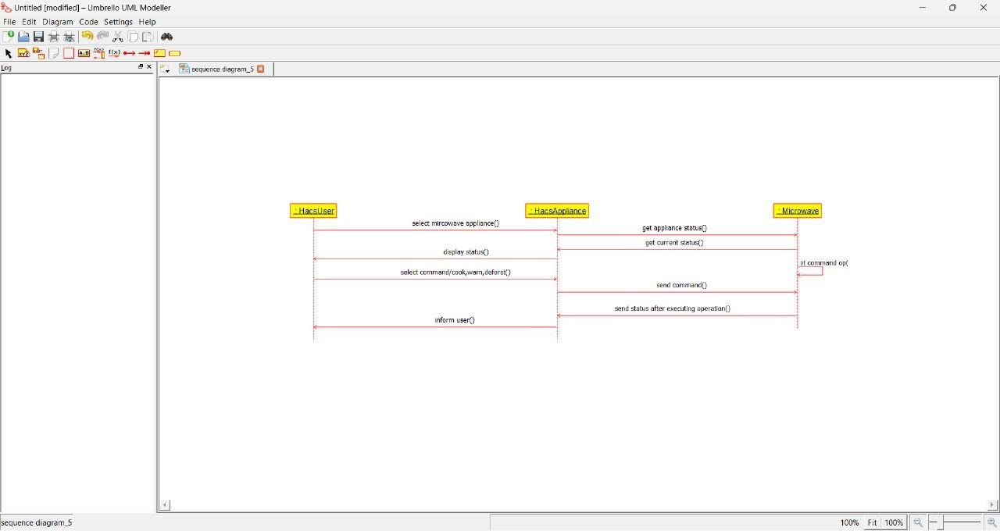 Untitled [modified] – Umbrello UML Modeller
File Edit Diagram Code Settings Help
Log
sequence diagram_5
: HacsUser : HacsAppliance : Microwave
select mircowave appliance()
get appliance status()
get current status()
display status()
et command op(
select command/cook,warn,deforst()
send command()
send status after executing operation()
inform user()
sequence diagram_5
100% Fit 100%